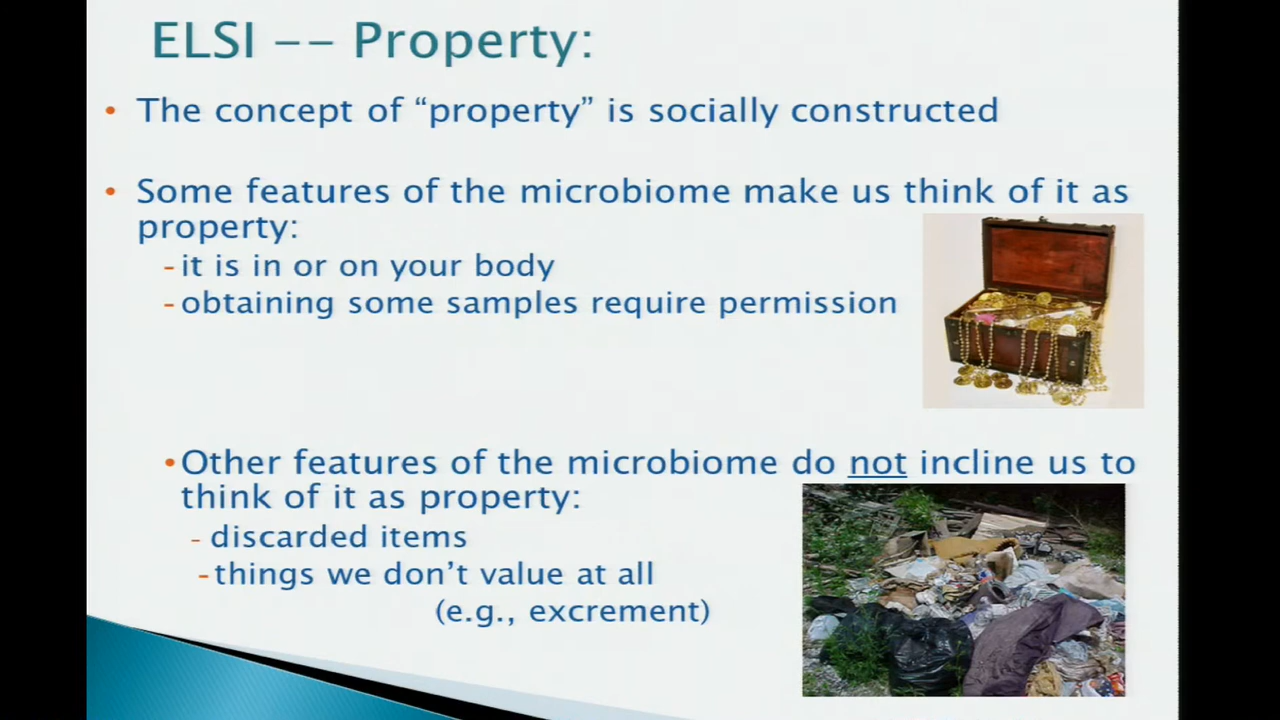 ELSI -- Property:
• The concept of “property” is socially constructed
• Some features of the microbiome make us think of it as
property:
-it is in or on your body
-obtaining some samples require permission
•Other features of the microbiome do not incline us to
think of it as property:
- discarded items
-things we don’t value at all
(e.g., excrement)